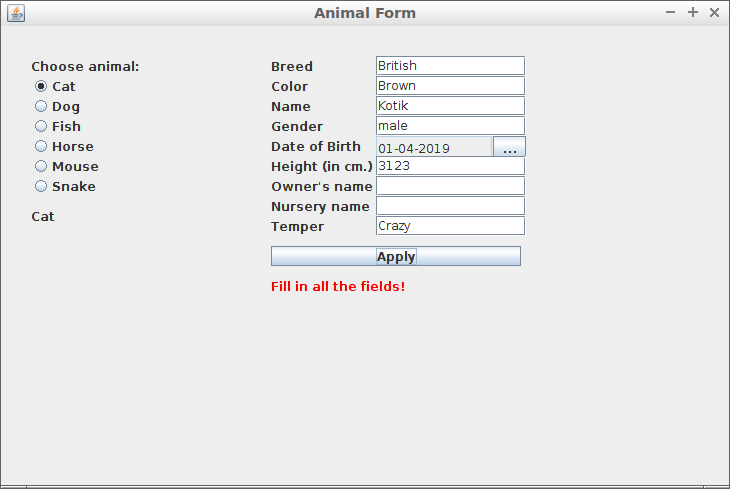 Animal Form
Choose animal:
Cat
Dog
Fish
Horse
Mouse
Snake
Cat
Breed British
Color Brown
Name Kotik
Gender male
Date of Birth 01-04-2019 ...
Height (in cm.) 3123
Owner's name
Nursery name
Temper Crazy
Apply
Fill in all the fields!